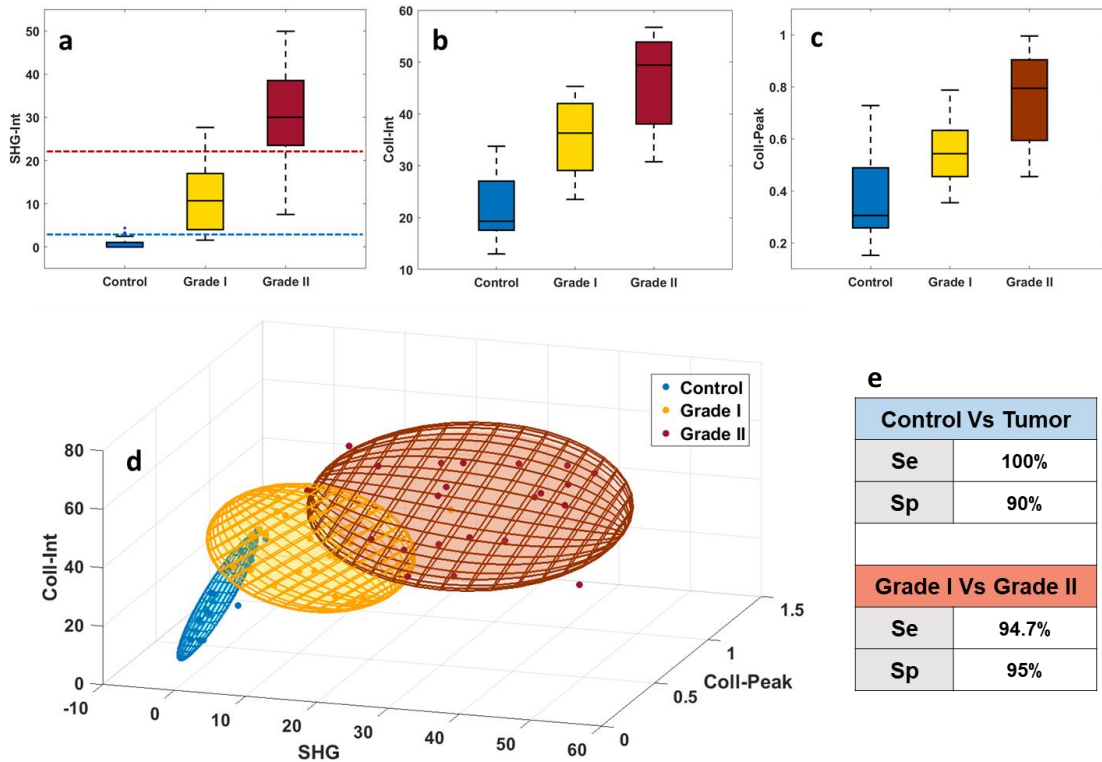 a
SHG-Int
50
40
30
20
10
0
Control
Grade I
Grade II
b
Coll-Int
60
50
40
30
20
10
Control
Grade I
Grade II
c
Coll-Peak
1
0.8
0.6
0.4
0.2
Control
Grade I
Grade II
d
Control
Grade I
Grade II
Coll-Int
80
60
40
20
0
-10
0
10
20
30
40
50
60
SHG
0
0.5
1
1.5
Coll-Peak
e
Control Vs Tumor
Se 100%
Sp 90%
Grade I Vs Grade II
Se 94.7%
Sp 95%